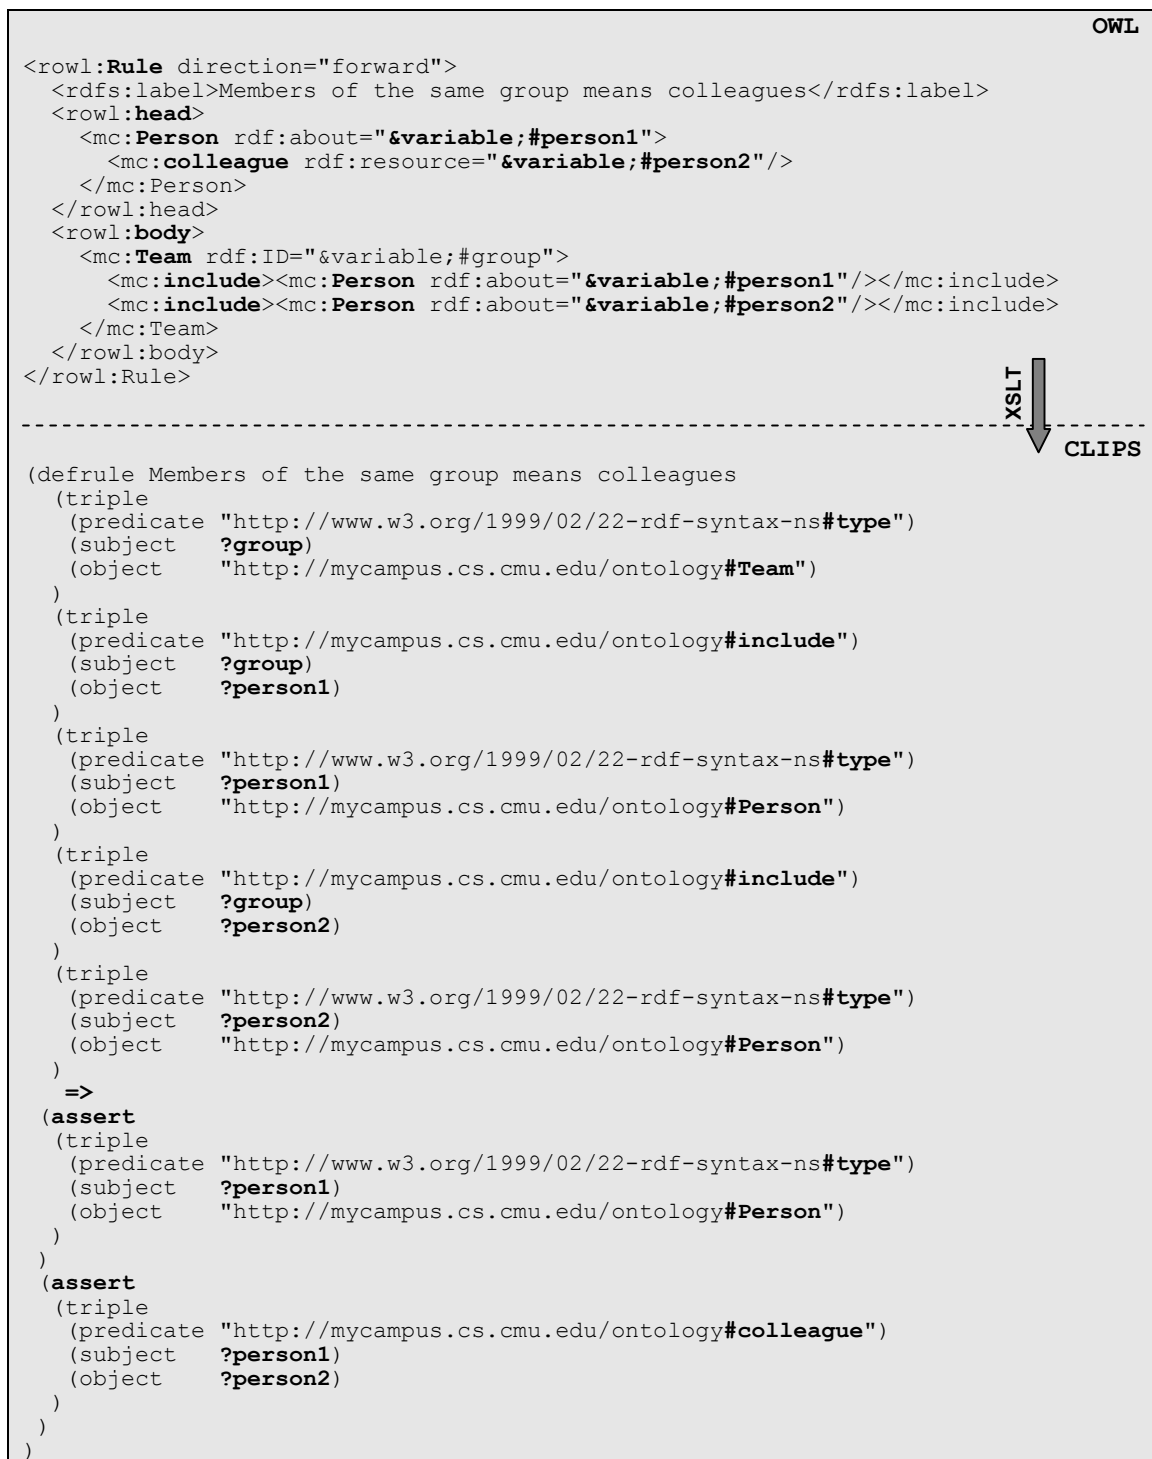 OWL
<rowl:Rule direction="forward">
  <rdfs:label>Members of the same group means colleagues</rdfs:label>
  <rowl:head>
    <mc:Person rdf:about="&variable;#person1">
      <mc:colleague rdf:resource="&variable;#person2"/>
    </mc:Person>
  </rowl:head>
  <rowl:body>
    <mc:Team rdf:ID="&variable;#group">
      <mc:include><mc:Person rdf:about="&variable;#person1"/></mc:include>
      <mc:include><mc:Person rdf:about="&variable;#person2"/></mc:include>
    </mc:Team>
  </rowl:body>
</rowl:Rule>
XSLT
CLIPS
(defrule Members of the same group means colleagues
  (triple
   (predicate "http://www.w3.org/1999/02/22-rdf-syntax-ns#type")
   (subject   ?group)
   (object    "http://mycampus.cs.cmu.edu/ontology#Team")
  )
  (triple
   (predicate "http://mycampus.cs.cmu.edu/ontology#include")
   (subject   ?group)
   (object    ?person1)
  )
  (triple
   (predicate "http://www.w3.org/1999/02/22-rdf-syntax-ns#type")
   (subject   ?person1)
   (object    "http://mycampus.cs.cmu.edu/ontology#Person")
  )
  (triple
   (predicate "http://mycampus.cs.cmu.edu/ontology#include")
   (subject   ?group)
   (object    ?person2)
  )
  (triple
   (predicate "http://www.w3.org/1999/02/22-rdf-syntax-ns#type")
   (subject   ?person2)
   (object    "http://mycampus.cs.cmu.edu/ontology#Person")
  )
   =>
 (assert
  (triple
   (predicate "http://www.w3.org/1999/02/22-rdf-syntax-ns#type")
   (subject   ?person1)
   (object    "http://mycampus.cs.cmu.edu/ontology#Person")
  )
 )
 (assert
  (triple
   (predicate "http://mycampus.cs.cmu.edu/ontology#colleague")
   (subject   ?person1)
   (object    ?person2)
  )
 )
)